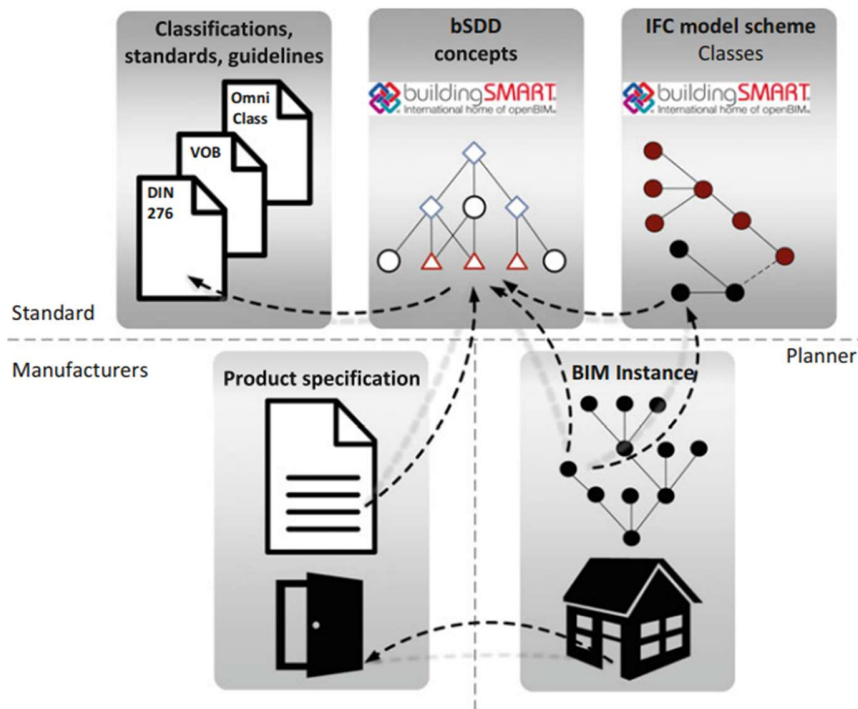 Classifications,
standards, guidelines
Omni
Class
VOB
DIN
276
bSDD
concepts
buildingSMART
International home of openBIM
IFC model scheme
Classes
buildingSMART
International home of openBIM
Standard
Manufacturers
Planner
Product specification
BIM Instance